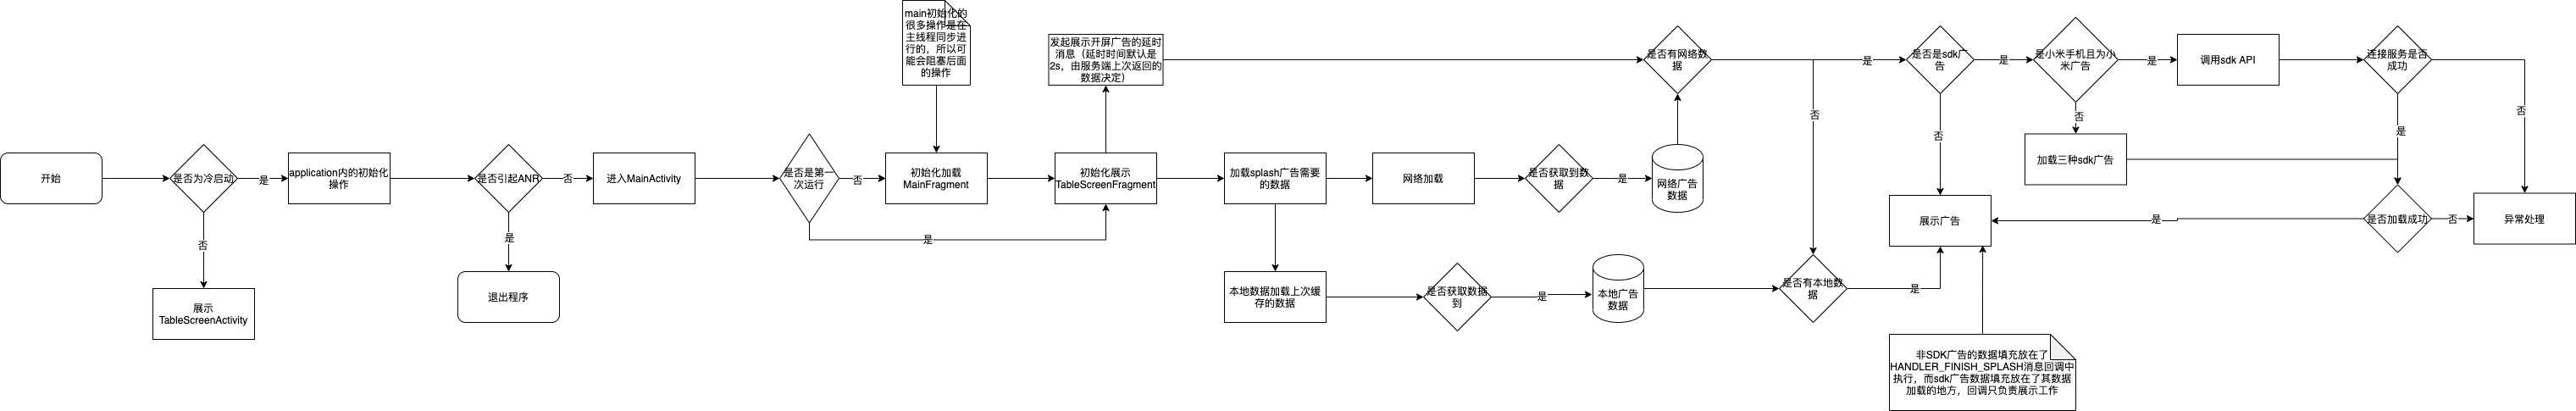 main初始化的
很多操作是在
主线程同步进
行的，所以可
能会阻塞后面
的操作
发起展示开屏广告的延时
消息（延时时间默认是
2s，由服务端上次返回的
数据决定）
是否有网络数
据
是
是否是sdk广
告
是
是小米手机且为小
米广告
是
调用sdk API
连接服务是否
成功
否
否
否
否
是
开始
是否为冷启动
是
application内的初始化
操作
是否引起ANR
否
进入MainActivity
是否是第一
次运行
否
初始化加载
MainFragment
初始化展示
TableScreenFragment
加载splash广告需要
的数据
网络加载
是否获取到数
据
是
网络广告
数据
加载三种sdk广告
否
是
是
展示广告
是
是否加载成功
否
异常处理
展示
TableScreenActivity
退出程序
本地数据加载上次缓
存的数据
是否获取数据
到
是
本地广告
数据
是否有本地数
据
是
非SDK广告的数据填充放在了
HANDLER_FINISH_SPLASH消息回调中
执行，而sdk广告数据填充放在了其数据
加载的地方，回调只负责展示工作